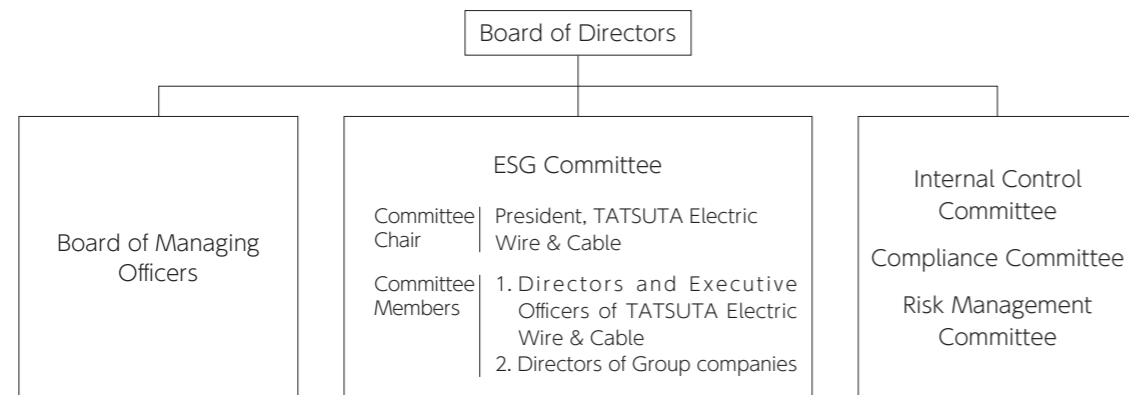 Board of Directors
Board of Managing
Officers
ESG Committee
Committee
Chair
President, TATSUTA Electric
Wire & Cable
Committee
Members
1. Directors and Executive
Officers of TATSUTA Electric
Wire & Cable
2. Directors of Group companies
Internal Control
Committee
Compliance Committee
Risk Management
Committee